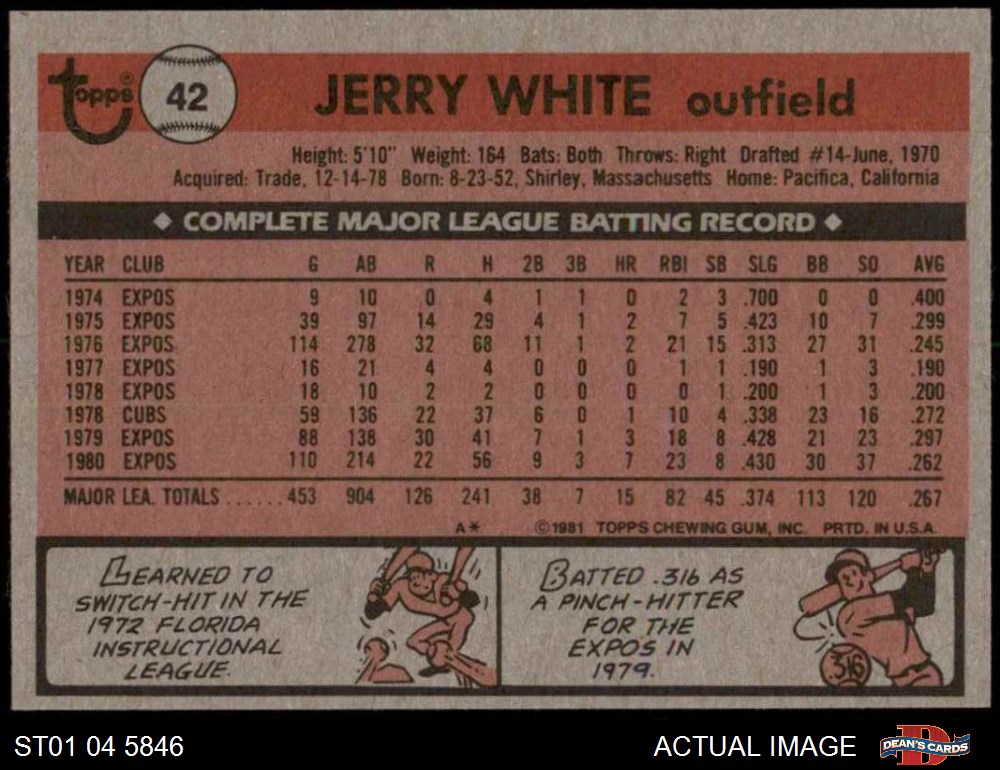 topps® 42 JERRY WHITE outfield
Height: 5'10" Weight: 164 Bats: Both Throws: Right Drafted #14-June, 1970
Acquired: Trade, 12-14-78 Born: 8-23-52, Shirley, Massachusetts Home: Pacifica, California
◆ COMPLETE MAJOR LEAGUE BATTING RECORD ◆
YEAR CLUB G AB R H 2B 3B HR RBI SB SLG BB SO AVG
1974 EXPOS 9 10 0 4 1 1 0 2 3 .700 0 0 .400
1975 EXPOS 39 97 14 29 4 1 2 7 5 .423 10 7 .299
1976 EXPOS 114 278 32 68 11 1 2 21 15 .313 27 31 .245
1977 EXPOS 16 21 4 4 0 0 0 1 1 .190 1 3 .190
1978 EXPOS 18 10 2 2 0 0 0 0 1 .200 1 3 .200
1978 CUBS 59 136 22 37 6 0 1 10 4 .338 23 16 .272
1979 EXPOS 88 138 30 41 7 1 3 18 8 .428 21 23 .297
1980 EXPOS 110 214 22 56 9 3 7 23 8 .430 30 37 .262
MAJOR LEA. TOTALS ...... 453 904 126 241 38 7 15 82 45 .374 113 120 .267
A* ©1981 TOPPS CHEWING GUM, INC. PRTD. IN U.S.A.
LEARNED TO
SWITCH-HIT IN THE
1972 FLORIDA
INSTRUCTIONAL
LEAGUE.
BATTED .316 AS
A PINCH-HITTER
FOR THE
EXPOS IN
1979.
.316
ST01 04 5846
ACTUAL IMAGE
D
DEAN'S CARDS